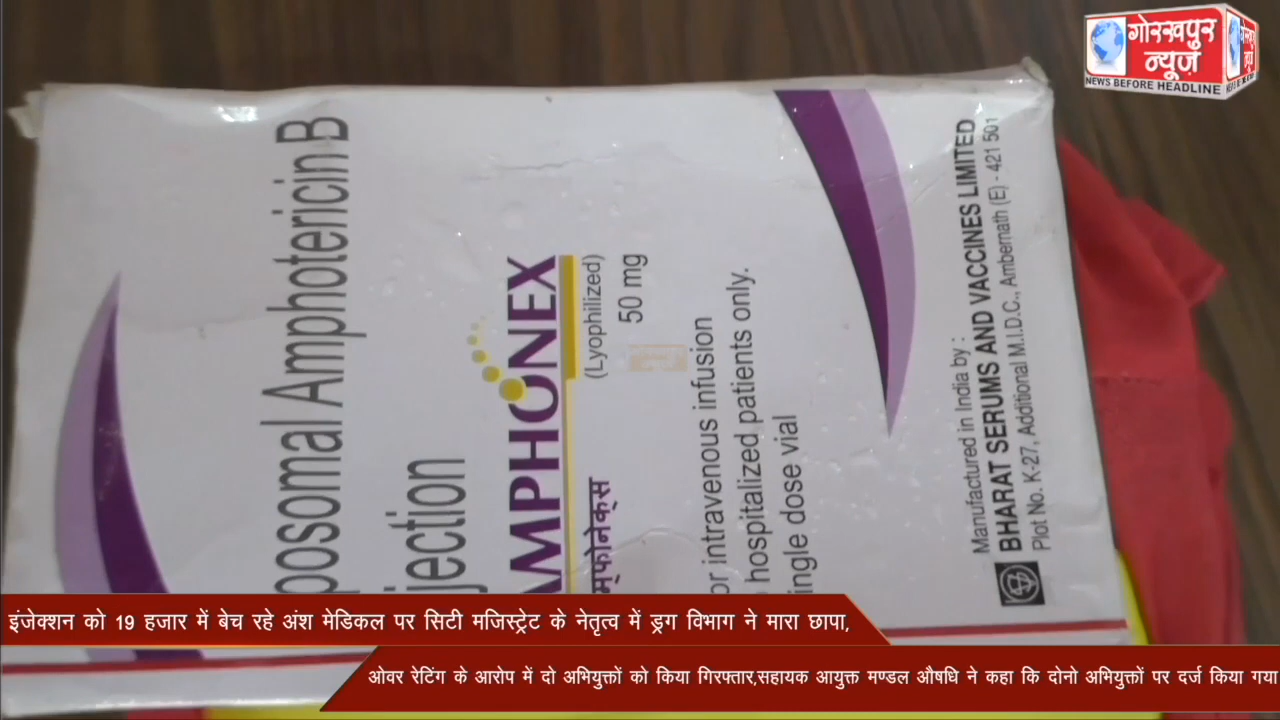 गोरखपुर
न्यूज़
NEWS BEFORE HEADLINE
posomal Amphotericin B
jection
AMPHONEX
म्फोनेक्स
(Lyophilized)
50 mg
or intravenous infusion
hospitalized patients only.
ingle dose vial
Manufactured in India by :
BHARAT SERUMS AND VACCINES LIMITED
Plot No. K-27, Additional M.I.D.C., Ambernath (E) - 421 501
इंजेक्शन को 19 हजार में बेच रहे अंश मेडिकल पर सिटी मजिस्ट्रेट के नेतृत्व में ड्रग विभाग ने मारा छापा,
ओवर रेटिंग के आरोप में दो अभियुक्तों को किया गिरफ्तार,सहायक आयुक्त मण्डल औषधि ने कहा कि दोनो अभियुक्तों पर दर्ज किया गया